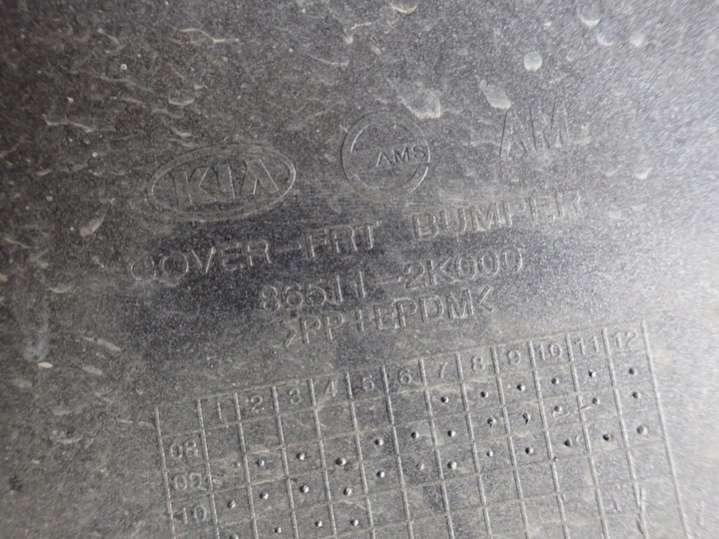 KIA AMS AM
COVER-FRT BUMPER
86511-2K000
>PP+EPDM<
1 2 3 4 5 6 7 8 9 10 11 12
08
09
10